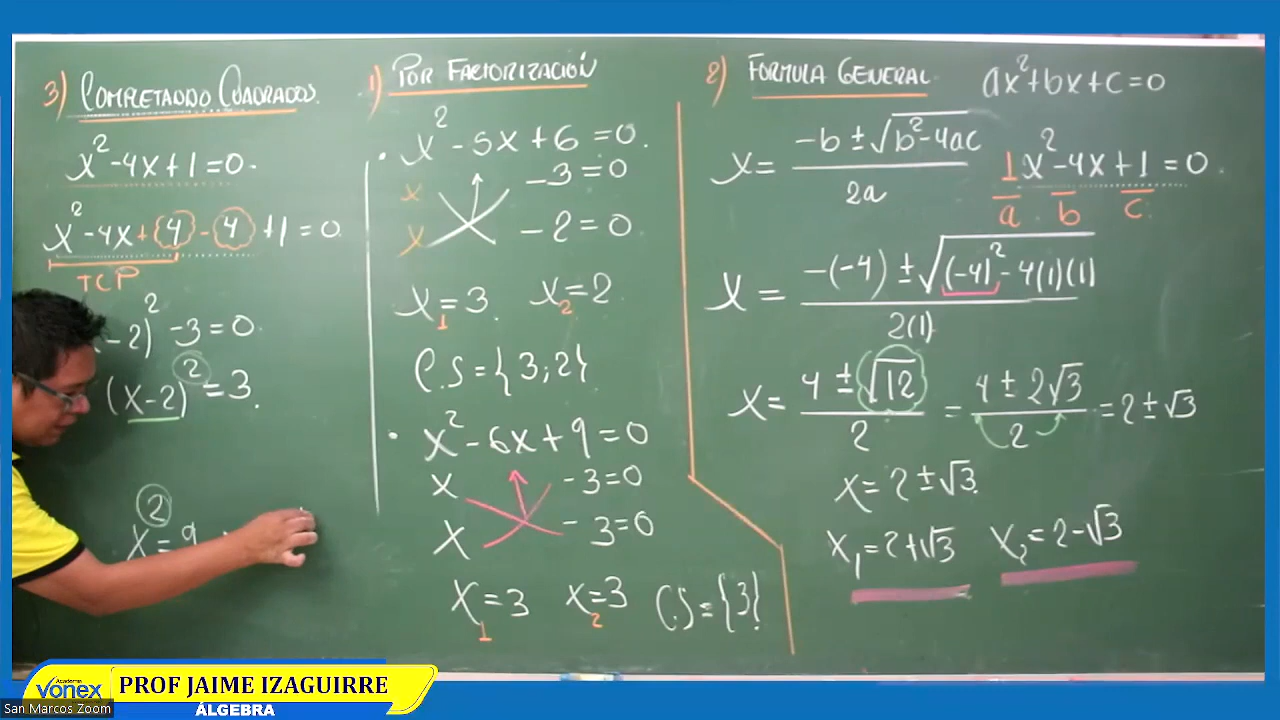 3) COMPLETANDO CUADRADOS.
x²-4x+1=0.
x²-4x+4-4+1=0
TCP
-2)²-3=0
(x-2)²=3
x²=9
1) POR FACTORIZACIÓN
x²-5x+6=0.
x -3=0
x -2=0
x₁=3 x₂=2
C.S={3;2}
x²-6x+9=0
x -3=0
x -3=0
x₁=3 x₂=3 C.S={3}
2) FORMULA GENERAL ax²+bx+c=0
x= -b±√b²-4ac / 2a
1x²-4x+1=0
a b c
x= -(-4)±√(-4)²-4(1)(1) / 2(1)
x= 4±√12 / 2 = 4±2√3 / 2 = 2±√3
x=2±√3
x₁=2+√3 x₂=2-√3
Academia
VONEX
PROF JAIME IZAGUIRRE
ÁLGEBRA
San Marcos Zoom